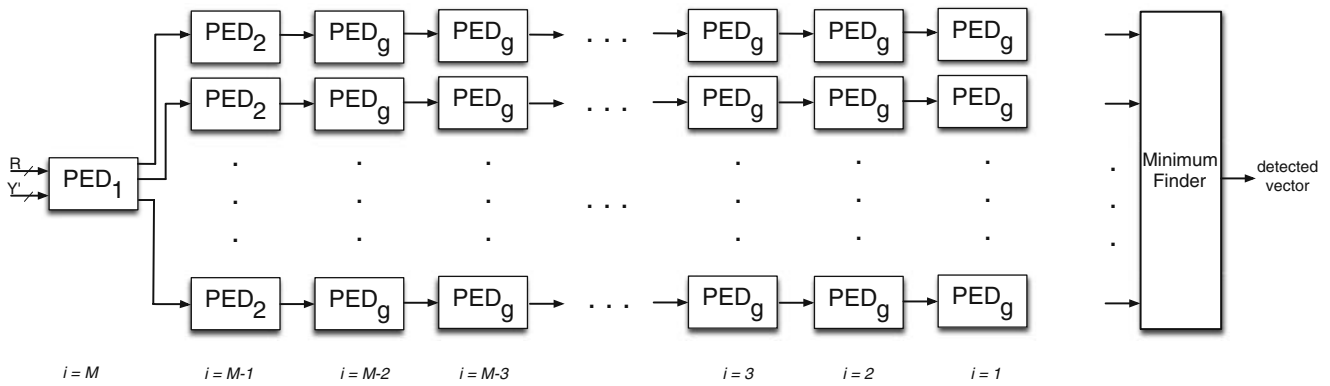 PED2 PEDg PEDg . . . PEDg PEDg PEDg
PED2 PEDg PEDg . . . PEDg PEDg PEDg
R
Y'
PED1
. . .
Minimum
Finder
detected
vector
PED2 PEDg PEDg . . . PEDg PEDg PEDg
i = M i = M-1 i = M-2 i = M-3 i = 3 i = 2 i = 1